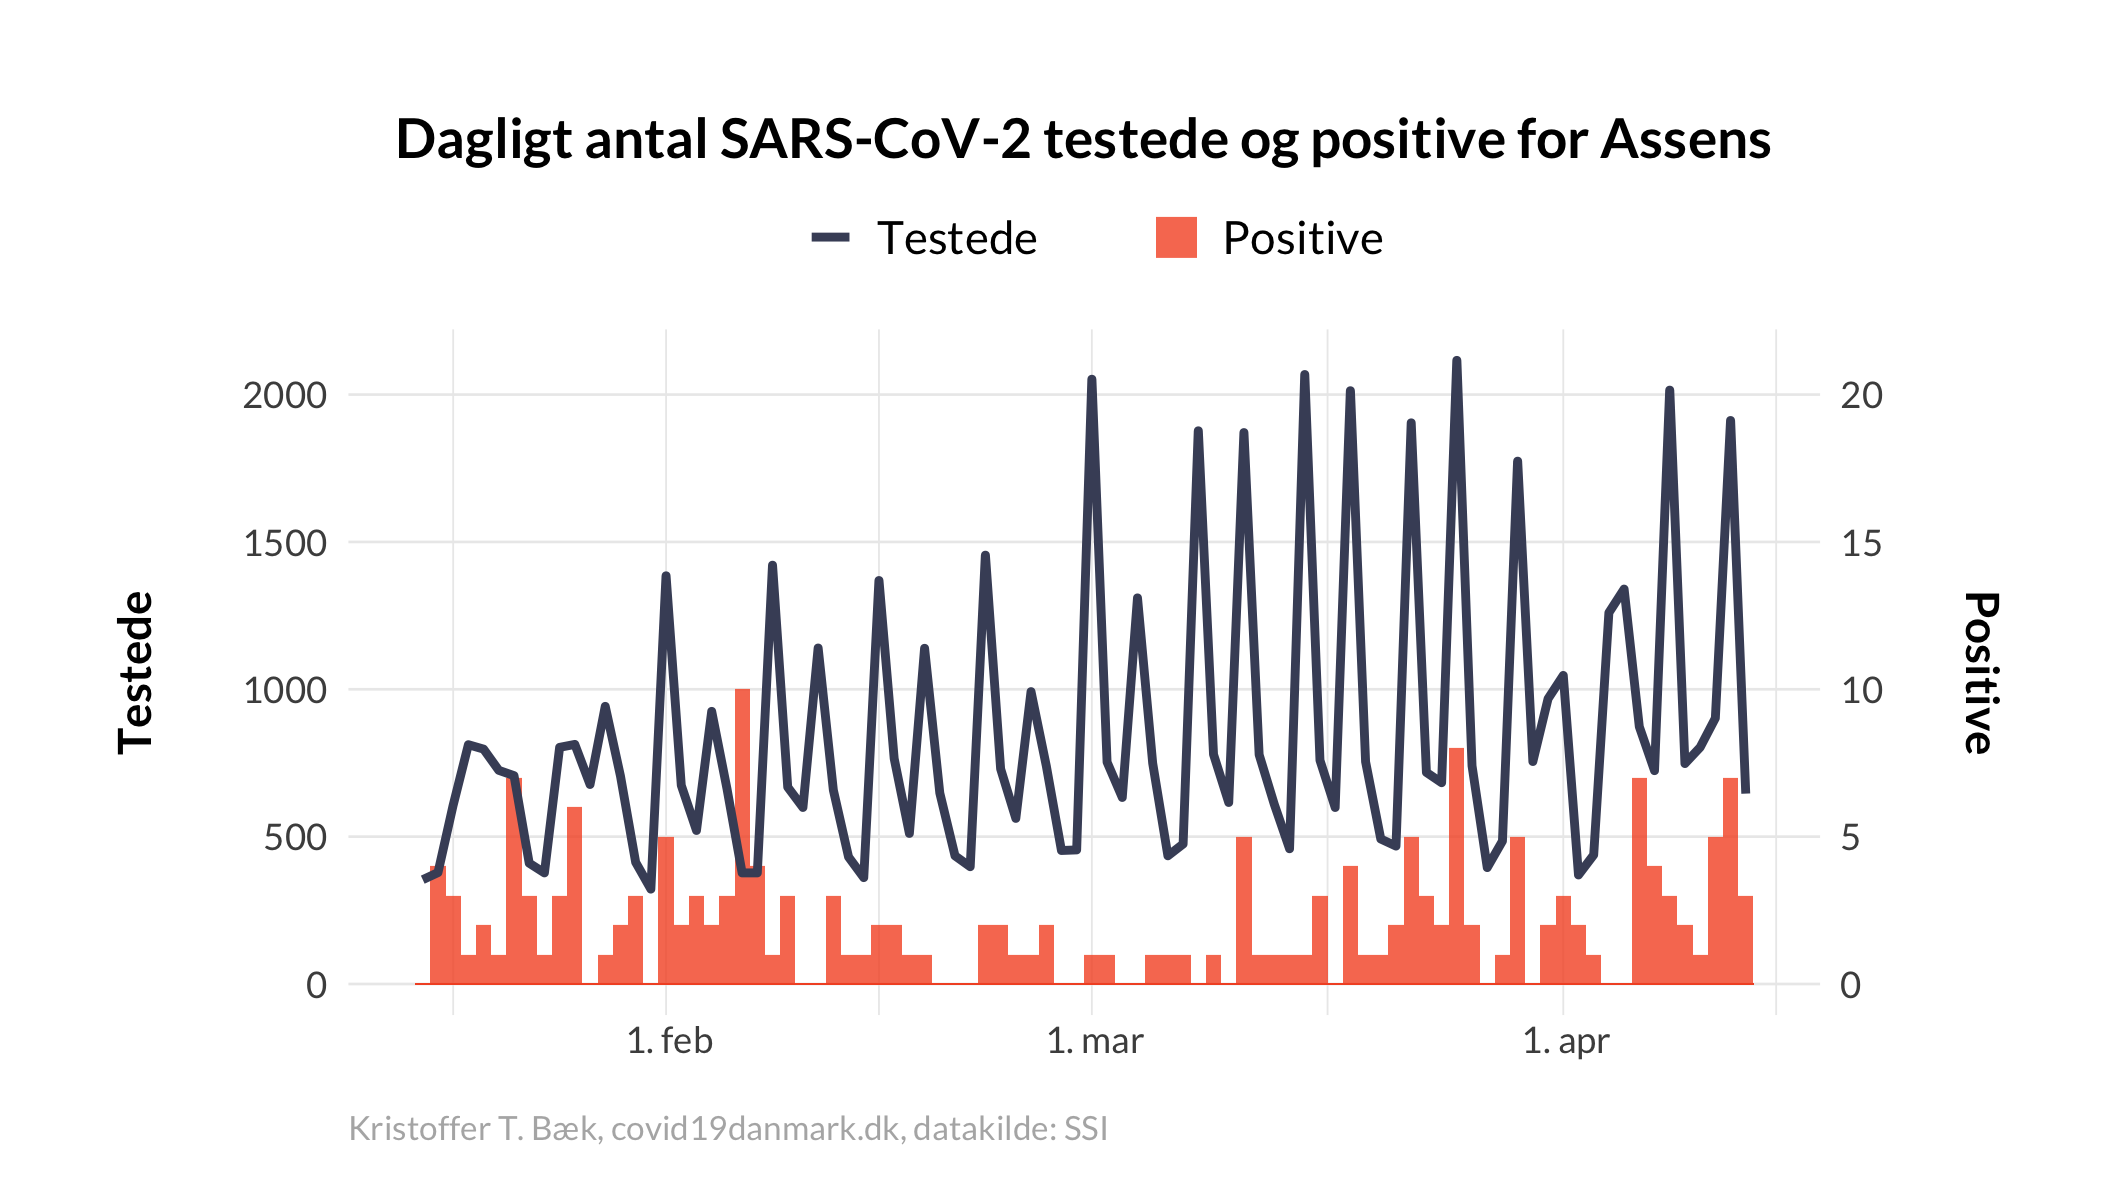 Dagligt antal SARS-CoV-2 testede og positive for Assens
Testede Positive
2000 20
1500 15
1000 10
500 5
0 0
Testede
Positive
1. feb 1. mar 1. apr
Kristoffer T. Bæk, covid19danmark.dk, datakilde: SSI